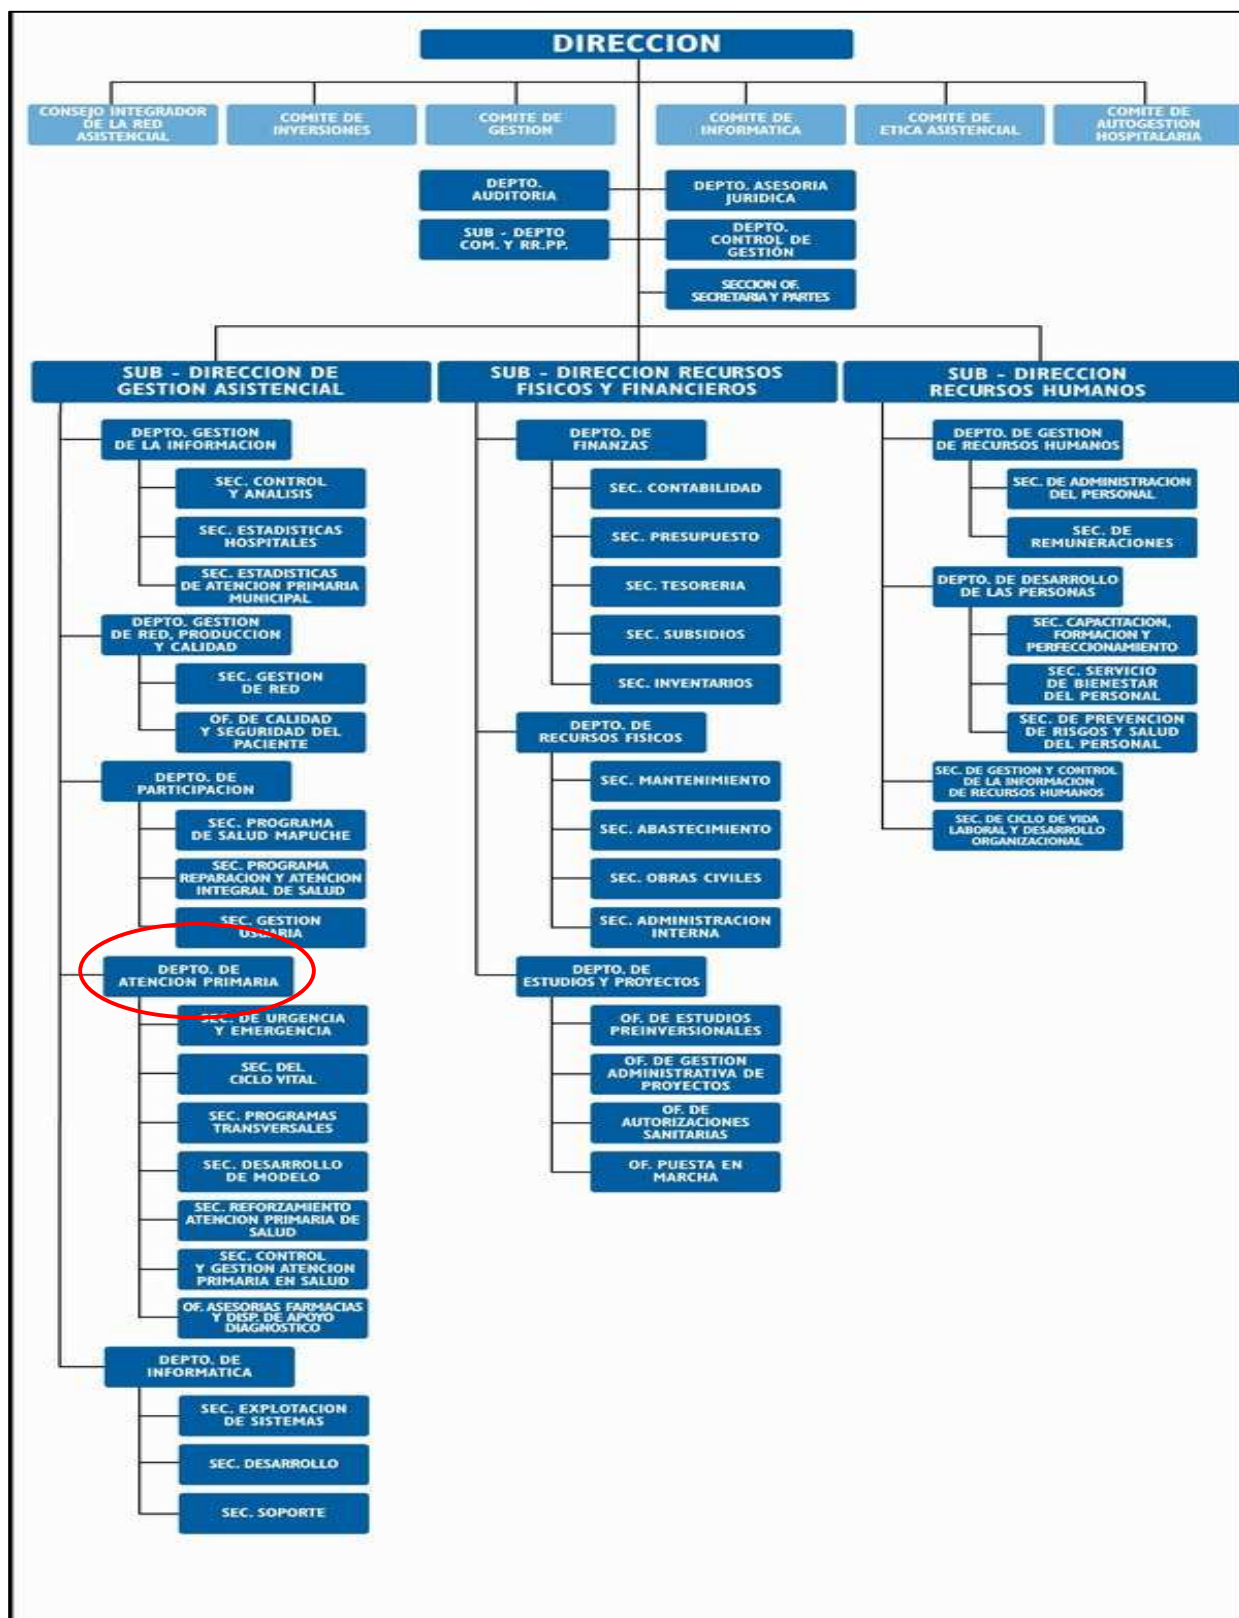 DIRECCION
CONSEJO INTEGRADOR
DE LA RED
ASISTENCIAL
COMITE DE
INVERSIONES
COMITE DE
GESTION
COMITE DE
INFORMATICA
COMITE DE
ETICA ASISTENCIAL
COMITE DE
AUTOGESTION
HOSPITALARIA
DEPTO.
AUDITORIA
DEPTO. ASESORIA
JURIDICA
SUB - DEPTO
COM. Y RR.PP.
DEPTO.
CONTROL DE
GESTIÓN
SECCION OF.
SECRETARIA Y PARTES
SUB - DIRECCION DE
GESTION ASISTENCIAL
DEPTO. GESTION
DE LA INFORMACION
SEC. CONTROL
Y ANALISIS
SEC. ESTADISTICAS
HOSPITALES
SEC. ESTADISTICAS
DE ATENCION PRIMARIA
MUNICIPAL
DEPTO. GESTION
DE RED, PRODUCCION
Y CALIDAD
SEC. GESTION
DE RED
OF. DE CALIDAD
Y SEGURIDAD DEL
PACIENTE
DEPTO. DE
PARTICIPACION
SEC. PROGRAMA
DE SALUD MAPUCHE
SEC. PROGRAMA
REPARACION Y ATENCION
INTEGRAL DE SALUD
SEC. GESTION
USUARIA
DEPTO. DE
ATENCION PRIMARIA
SEC. DE URGENCIA
Y EMERGENCIA
SEC. DEL
CICLO VITAL
SEC. PROGRAMAS
TRANSVERSALES
SEC. DESARROLLO
DE MODELO
SEC. REFORZAMIENTO
ATENCION PRIMARIA DE
SALUD
SEC. CONTROL
Y GESTION ATENCION
PRIMARIA EN SALUD
OF. ASESORIAS FARMACIAS
Y DISP. DE APOYO
DIAGNOSTICO
DEPTO. DE
INFORMATICA
SEC. EXPLOTACION
DE SISTEMAS
SEC. DESARROLLO
SEC. SOPORTE
SUB - DIRECCION RECURSOS
FISICOS Y FINANCIEROS
DEPTO. DE
FINANZAS
SEC. CONTABILIDAD
SEC. PRESUPUESTO
SEC. TESORERIA
SEC. SUBSIDIOS
SEC. INVENTARIOS
DEPTO. DE
RECURSOS FISICOS
SEC. MANTENIMIENTO
SEC. ABASTECIMIENTO
SEC. OBRAS CIVILES
SEC. ADMINISTRACION
INTERNA
DEPTO. DE
ESTUDIOS Y PROYECTOS
OF. DE ESTUDIOS
PREINVERSIONALES
OF. DE GESTION
ADMINISTRATIVA DE
PROYECTOS
OF. DE
AUTORIZACIONES
SANITARIAS
OF. PUESTA EN
MARCHA
SUB - DIRECCION
RECURSOS HUMANOS
DEPTO. DE GESTION
DE RECURSOS HUMANOS
SEC. DE ADMINISTRACION
DEL PERSONAL
SEC. DE
REMUNERACIONES
DEPTO. DE DESARROLLO
DE LAS PERSONAS
SEC. CAPACITACION,
FORMACION Y
PERFECCIONAMIENTO
SEC. SERVICIO
DE BIENESTAR
DEL PERSONAL
SEC. DE PREVENCION
DE RISGOS Y SALUD
DEL PERSONAL
SEC. DE GESTION Y CONTROL
DE LA INFORMACION
DE RECURSOS HUMANOS
SEC. DE CICLO DE VIDA
LABORAL Y DESARROLLO
ORGANIZACIONAL